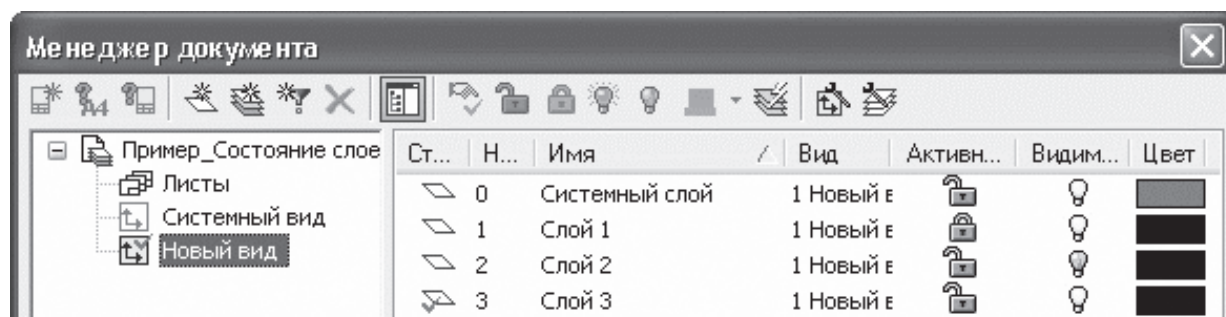 Менеджер документа
A4
Пример_Состояние слое
Листы
Системный вид
Новый вид
Ст... Н... Имя Вид Активн... Видим... Цвет
0 Системный слой 1 Новый в
1 Слой 1 1 Новый в
2 Слой 2 1 Новый в
3 Слой 3 1 Новый в